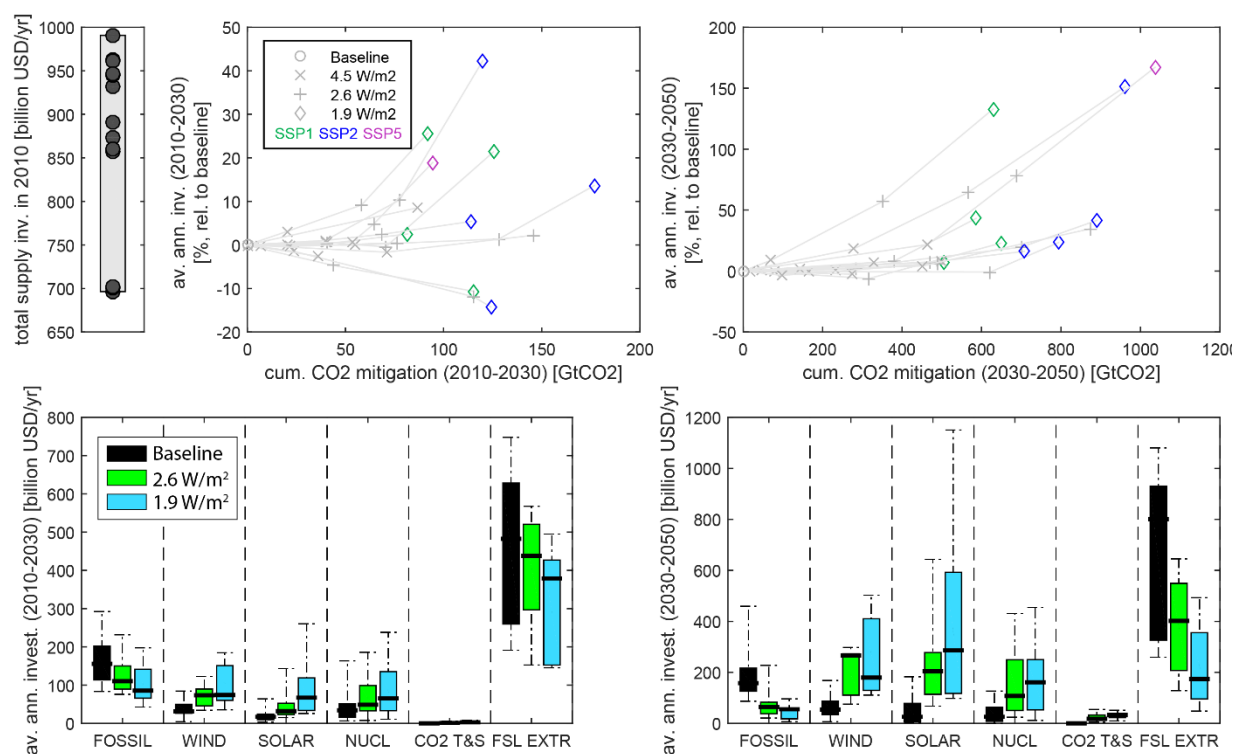 total supply inv. in 2010 [billion USD/yr]
1000
950
900
850
800
750
700
650
av. ann. inv. (2010-2030)
[%, rel. to baseline]
50
40
30
20
10
0
-10
-20
Baseline
4.5 W/m2
2.6 W/m2
1.9 W/m2
SSP1 SSP2 SSP5
0 50 100 150 200
cum. CO2 mitigation (2010-2030) [GtCO2]
av. ann. inv. (2030-2050)
[%, rel. to baseline]
200
150
100
50
0
-50
0 200 400 600 800 1000 1200
cum. CO2 mitigation (2030-2050) [GtCO2]
av. ann. invest. (2010-2030) [billion USD/yr]
800
700
600
500
400
300
200
100
0
Baseline
2.6 W/m²
1.9 W/m²
FOSSIL WIND SOLAR NUCL CO2 T&S FSL EXTR
av. ann. invest. (2030-2050) [billion USD/yr]
1200
1000
800
600
400
200
0
FOSSIL WIND SOLAR NUCL CO2 T&S FSL EXTR